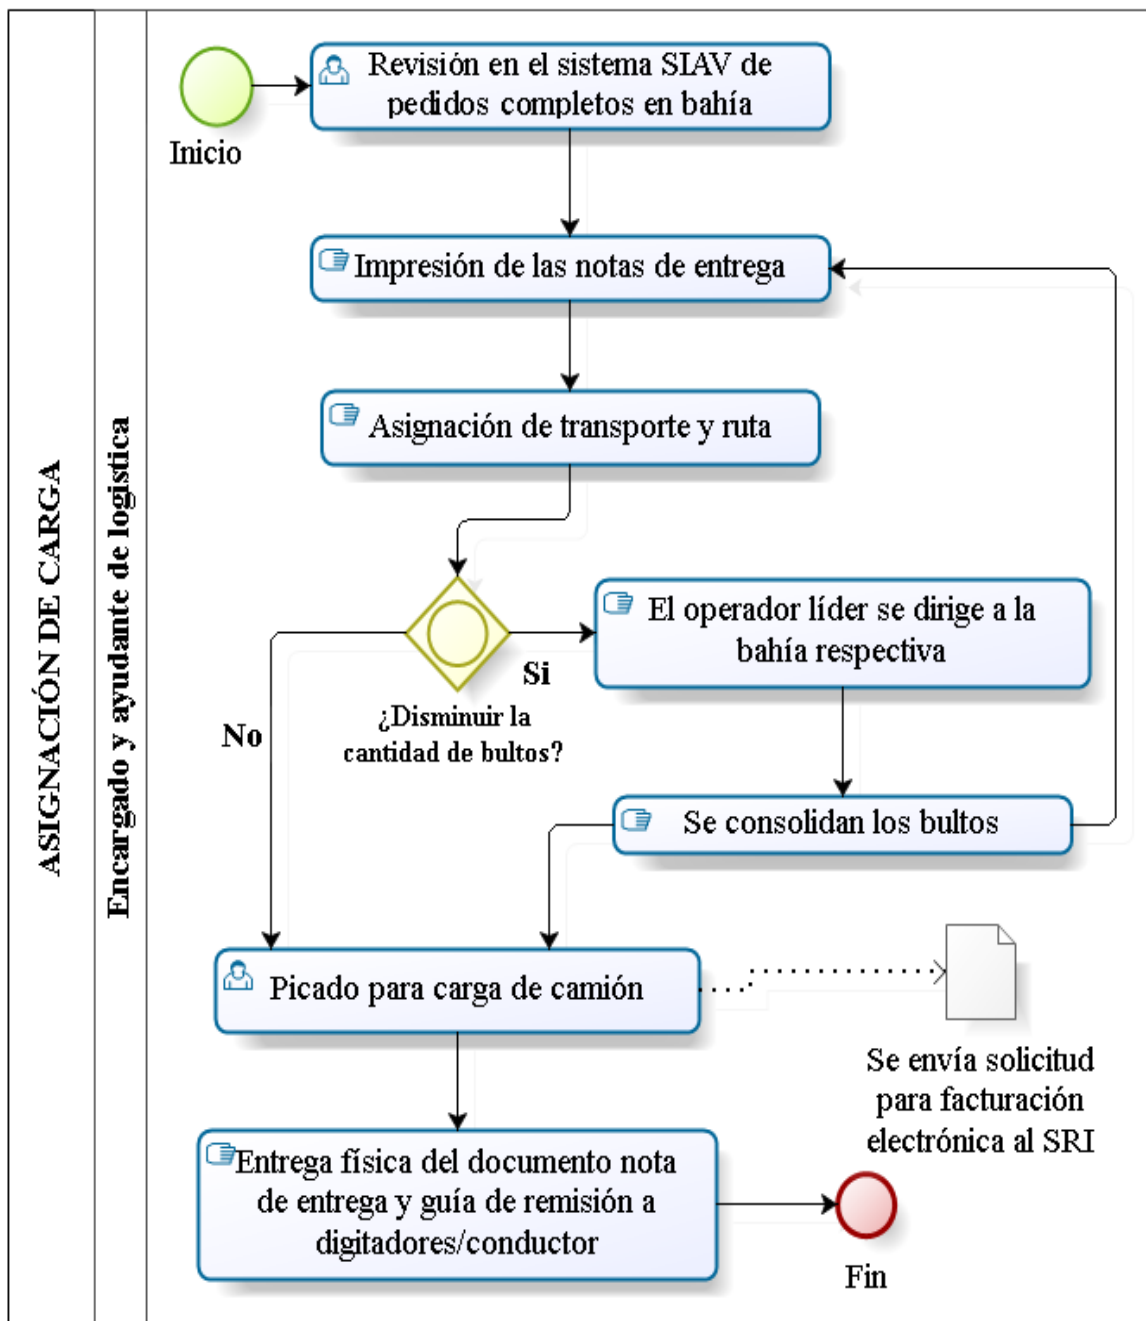 ASIGNACIÓN DE CARGA
Encargado y ayudante de logistica
Inicio
Revisión en el sistema SIAV de
pedidos completos en bahía
Impresión de las notas de entrega
Asignación de transporte y ruta
El operador líder se dirige a la
bahía respectiva
Si
¿Disminuir la
cantidad de bultos?
No
Se consolidan los bultos
Picado para carga de camión
Se envía solicitud
para facturación
electrónica al SRI
Entrega física del documento nota
de entrega y guía de remisión a
digitadores/conductor
Fin